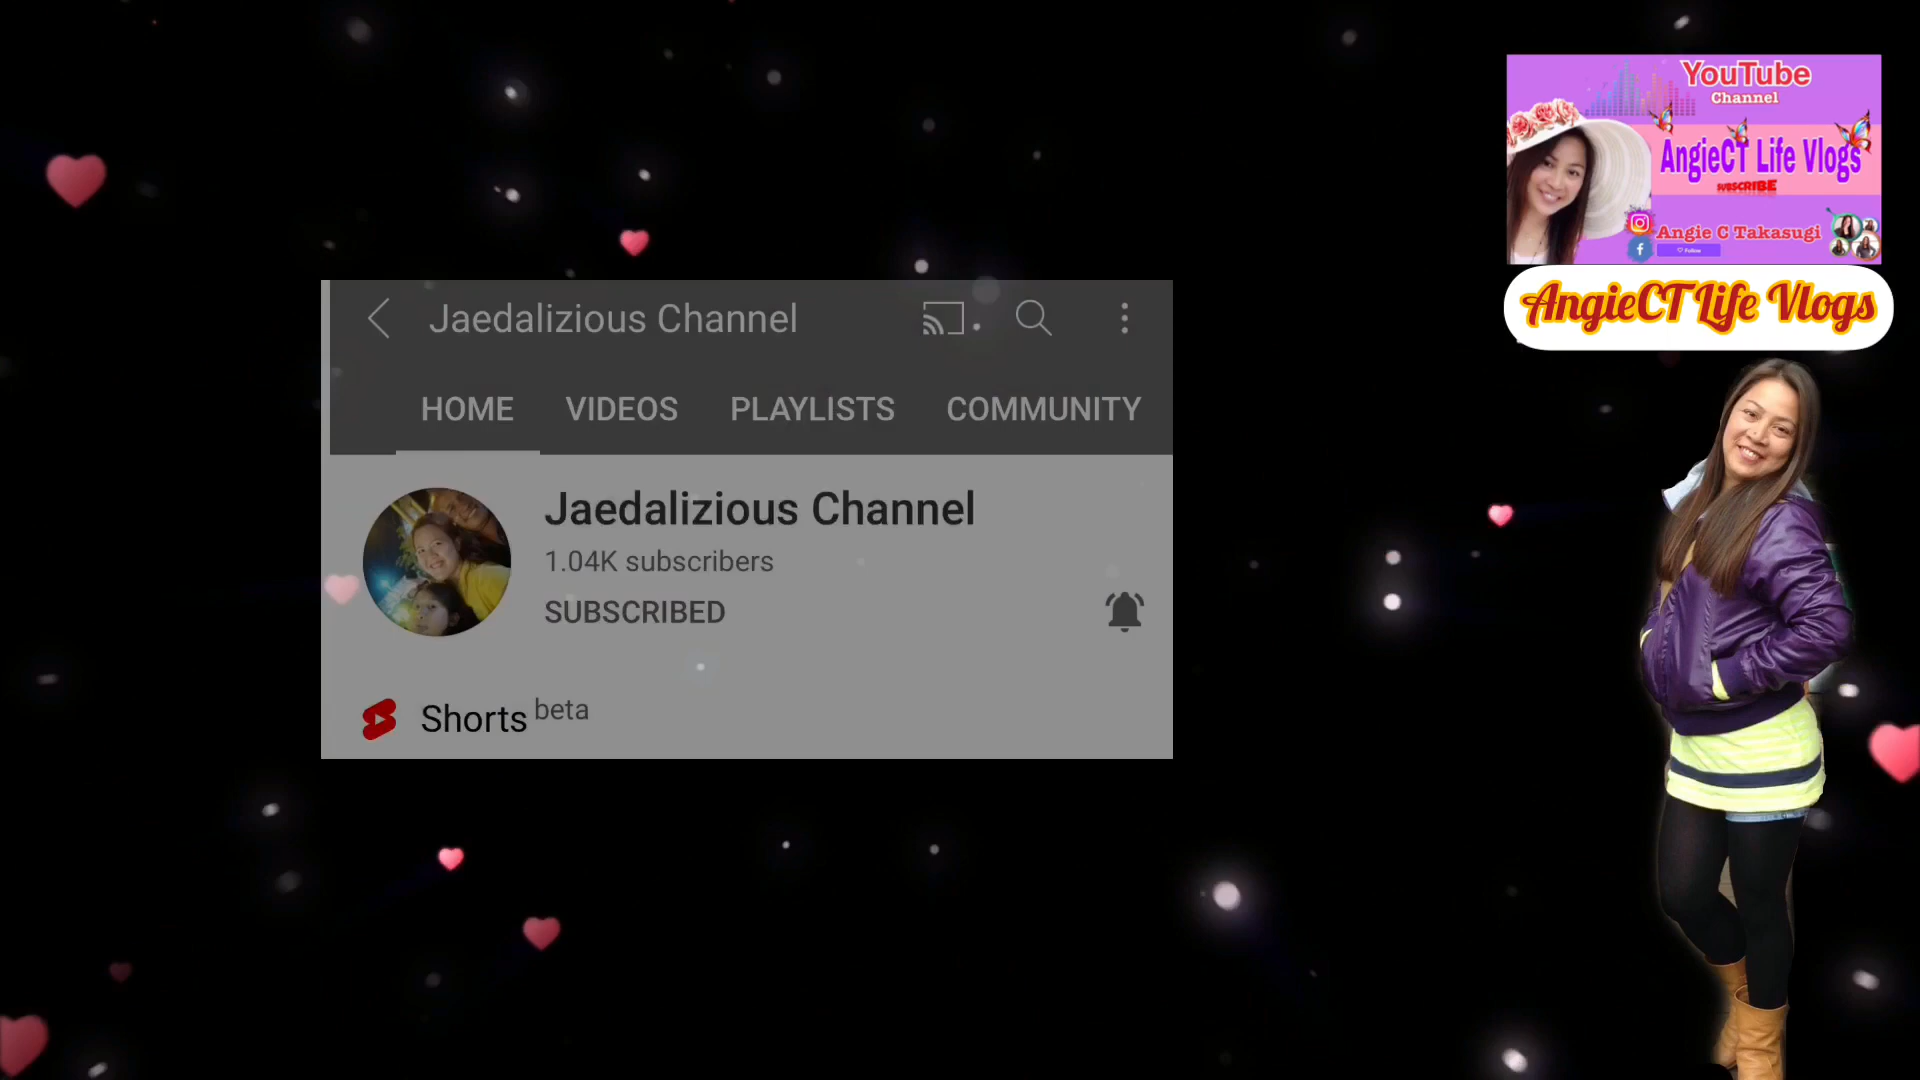 Jaedalizious Channel
HOME VIDEOS PLAYLISTS COMMUNITY
Jaedalizious Channel
1.04K subscribers
SUBSCRIBED
Shorts beta
YouTube
Channel
AngieCT Life Vlogs
SUBSCRIBE
Angie C Takasugi
Follow
AngieCT Life Vlogs